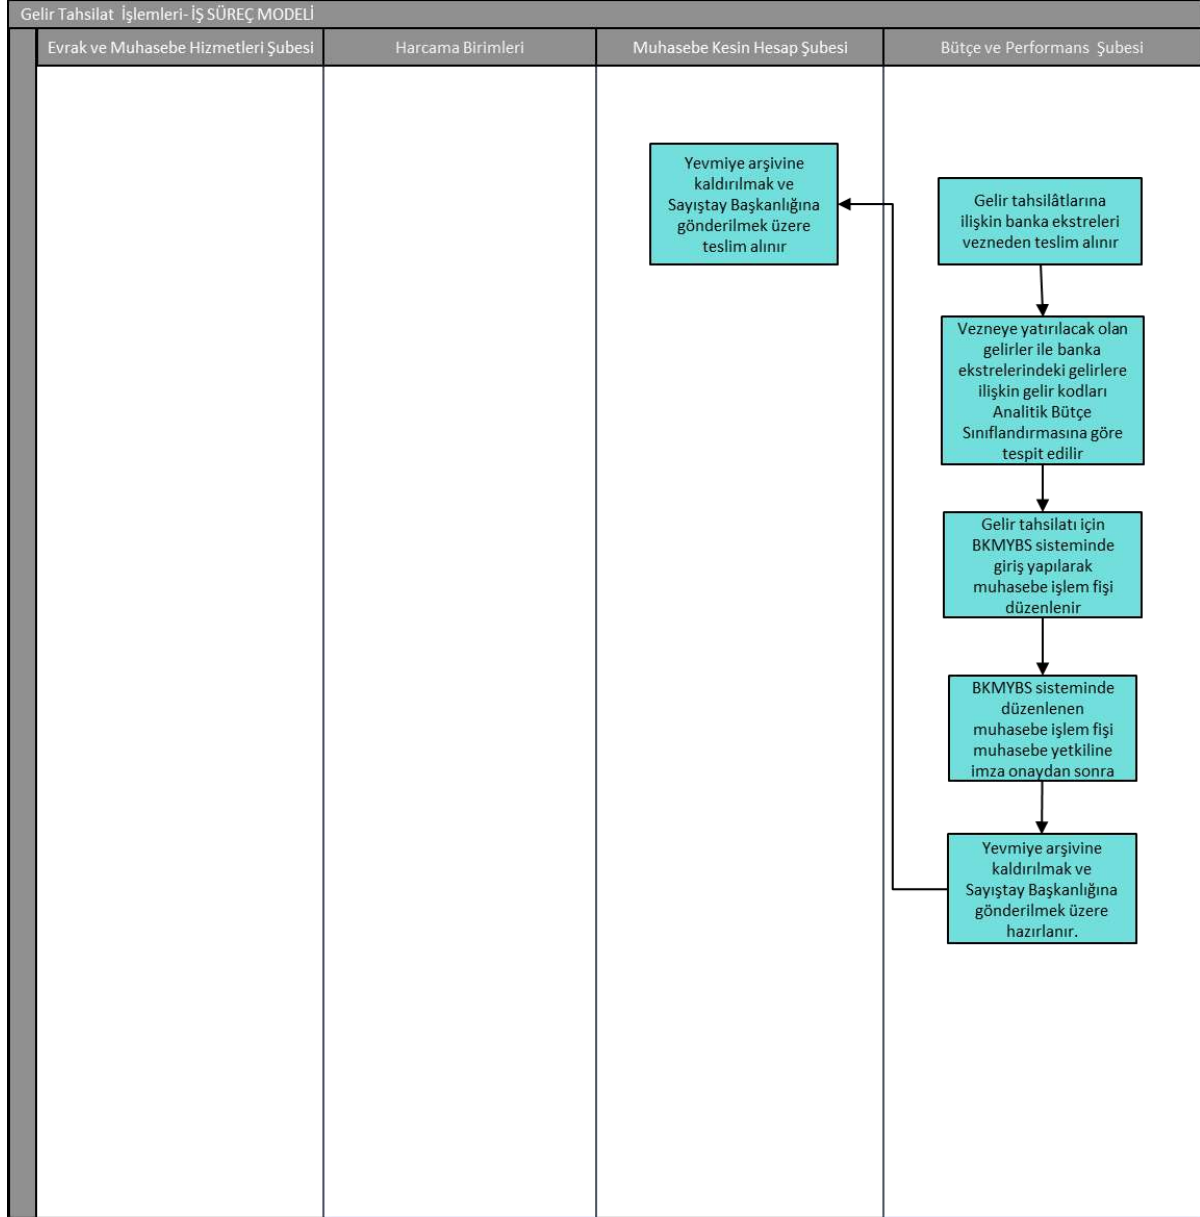 Gelir Tahsilat İşlemleri- İŞ SÜREÇ MODELİ
Evrak ve Muhasebe Hizmetleri Şubesi
Harcama Birimleri
Muhasebe Kesin Hesap Şubesi
Bütçe ve Performans Şubesi
Yevmiye arşivine
kaldırılmak ve
Sayıştay Başkanlığına
gönderilmek üzere
teslim alınır
Gelir tahsilâtlarına
ilişkin banka ekstreleri
vezneden teslim alınır
Vezneye yatırılacak olan
gelirler ile banka
ekstrelerindeki gelirlere
ilişkin gelir kodları
Analitik Bütçe
Sınıflandırmasına göre
tespit edilir
Gelir tahsilatı için
BKMYBS sisteminde
giriş yapılarak
muhasebe işlem fişi
düzenlenir
BKMYBS sisteminde
düzenlenen
muhasebe işlem fişi
muhasebe yetkiline
imza onaydan sonra
Yevmiye arşivine
kaldırılmak ve
Sayıştay Başkanlığına
gönderilmek üzere
hazırlanır.